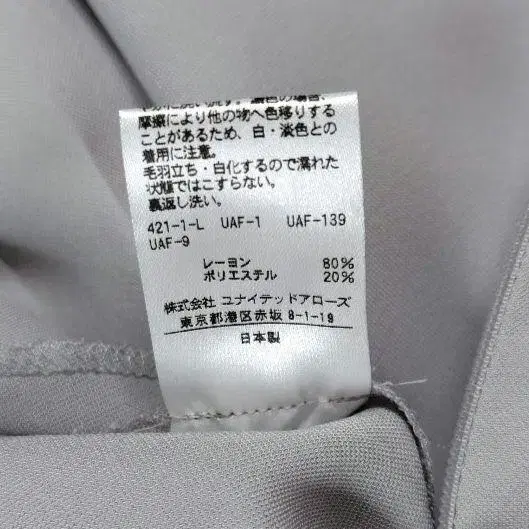 摩擦により他の物へ色移りする
ことがあるため、白・淡色との
着用に注意。
毛羽立ち・白化するので濡れた
状態ではこすらない。
裏返し洗い。
421-1-L UAF-1 UAF-139
UAF-9
レーヨン 80%
ポリエステル 20%
株式会社 ユナイテッドアローズ
東京都港区赤坂 8-1-19
日本製